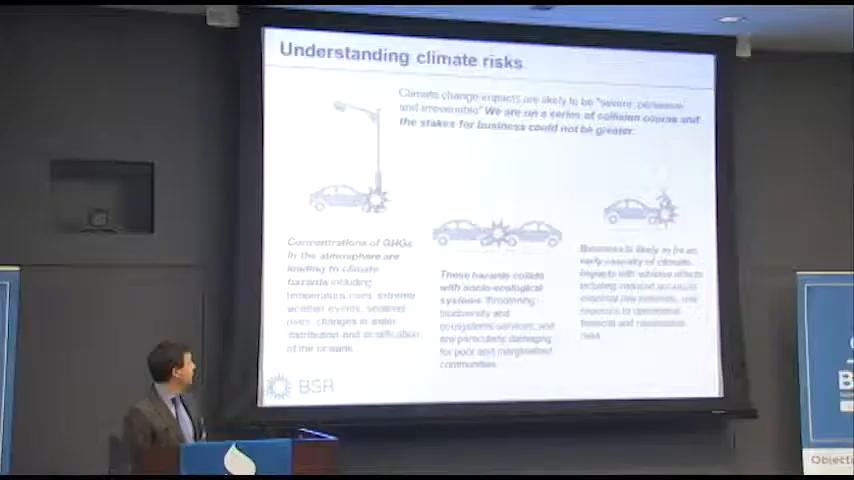 Understanding climate risks
Climate change impacts are likely to be "severe, pervasive
and irreversible" We are on a series of collision course and
the stakes for business could not be greater.
Concentrations of GHGs
in the atmosphere are
leading to climate
hazards including
temperature rises, extreme
weather events, sealevel
rises, changes in water
distribution and
of the oceans
These hazards collide
with socio-ecological
systems threatening
biodiversity and
ecosystems services, and
are particularly damaging
for poor and marginalized
communities.
Business is likely to be an
early casualty of climate
impacts with adverse effects
including reduced access to
essential raw materials, and
exposure to operational
financial and reputational
risks
BSR
B
Objecti